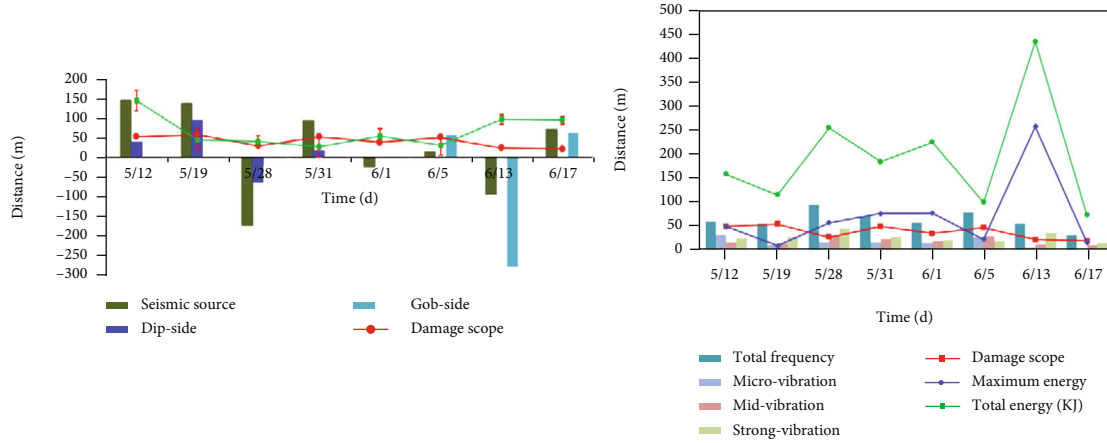 200
150
100
50
0
−50
−100
−150
−200
−250
−300
Distance (m)
5/12 5/19 5/28 5/31 6/1 6/5 6/13 6/17
Time (d)
Seismic source
Dip-side
Gob-side
Damage scope
500
450
400
350
300
250
200
150
100
50
0
Distance (m)
5/12 5/19 5/28 5/31 6/1 6/5 6/13 6/17
Time (d)
Total frequency
Micro-vibration
Mid-vibration
Strong-vibration
Damage scope
Maximum energy
Total energy (KJ)